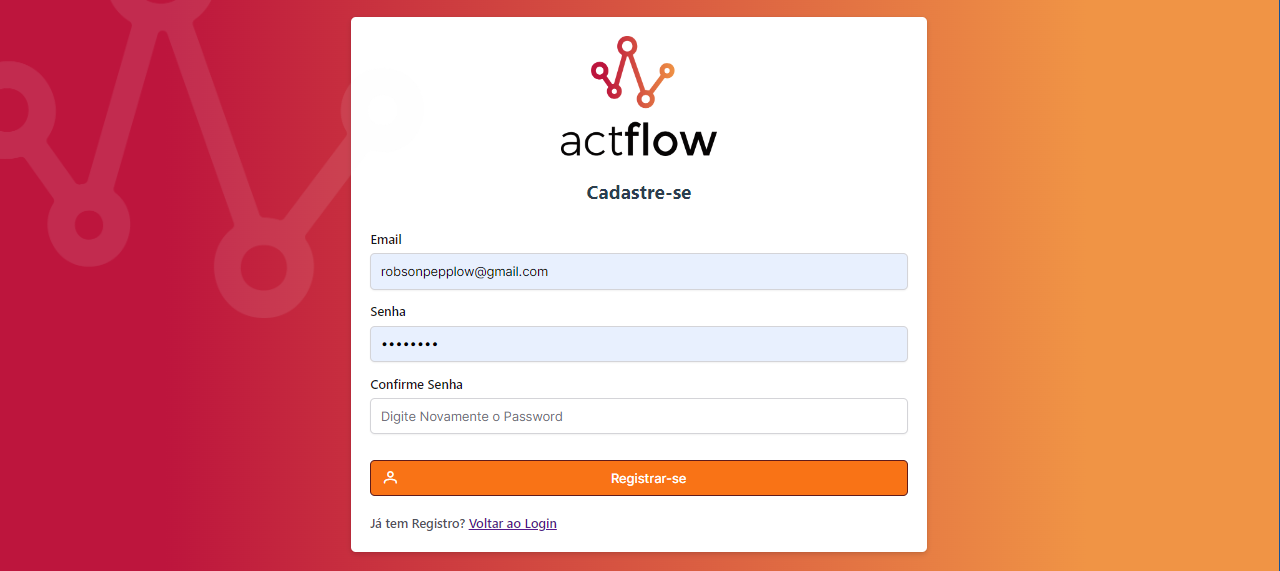 actflow
Cadastre-se
Email
robsonpepplow@gmail.com
Senha
••••••••
Confirme Senha
Digite Novamente o Password
Registrar-se
Já tem Registro? Voltar ao Login